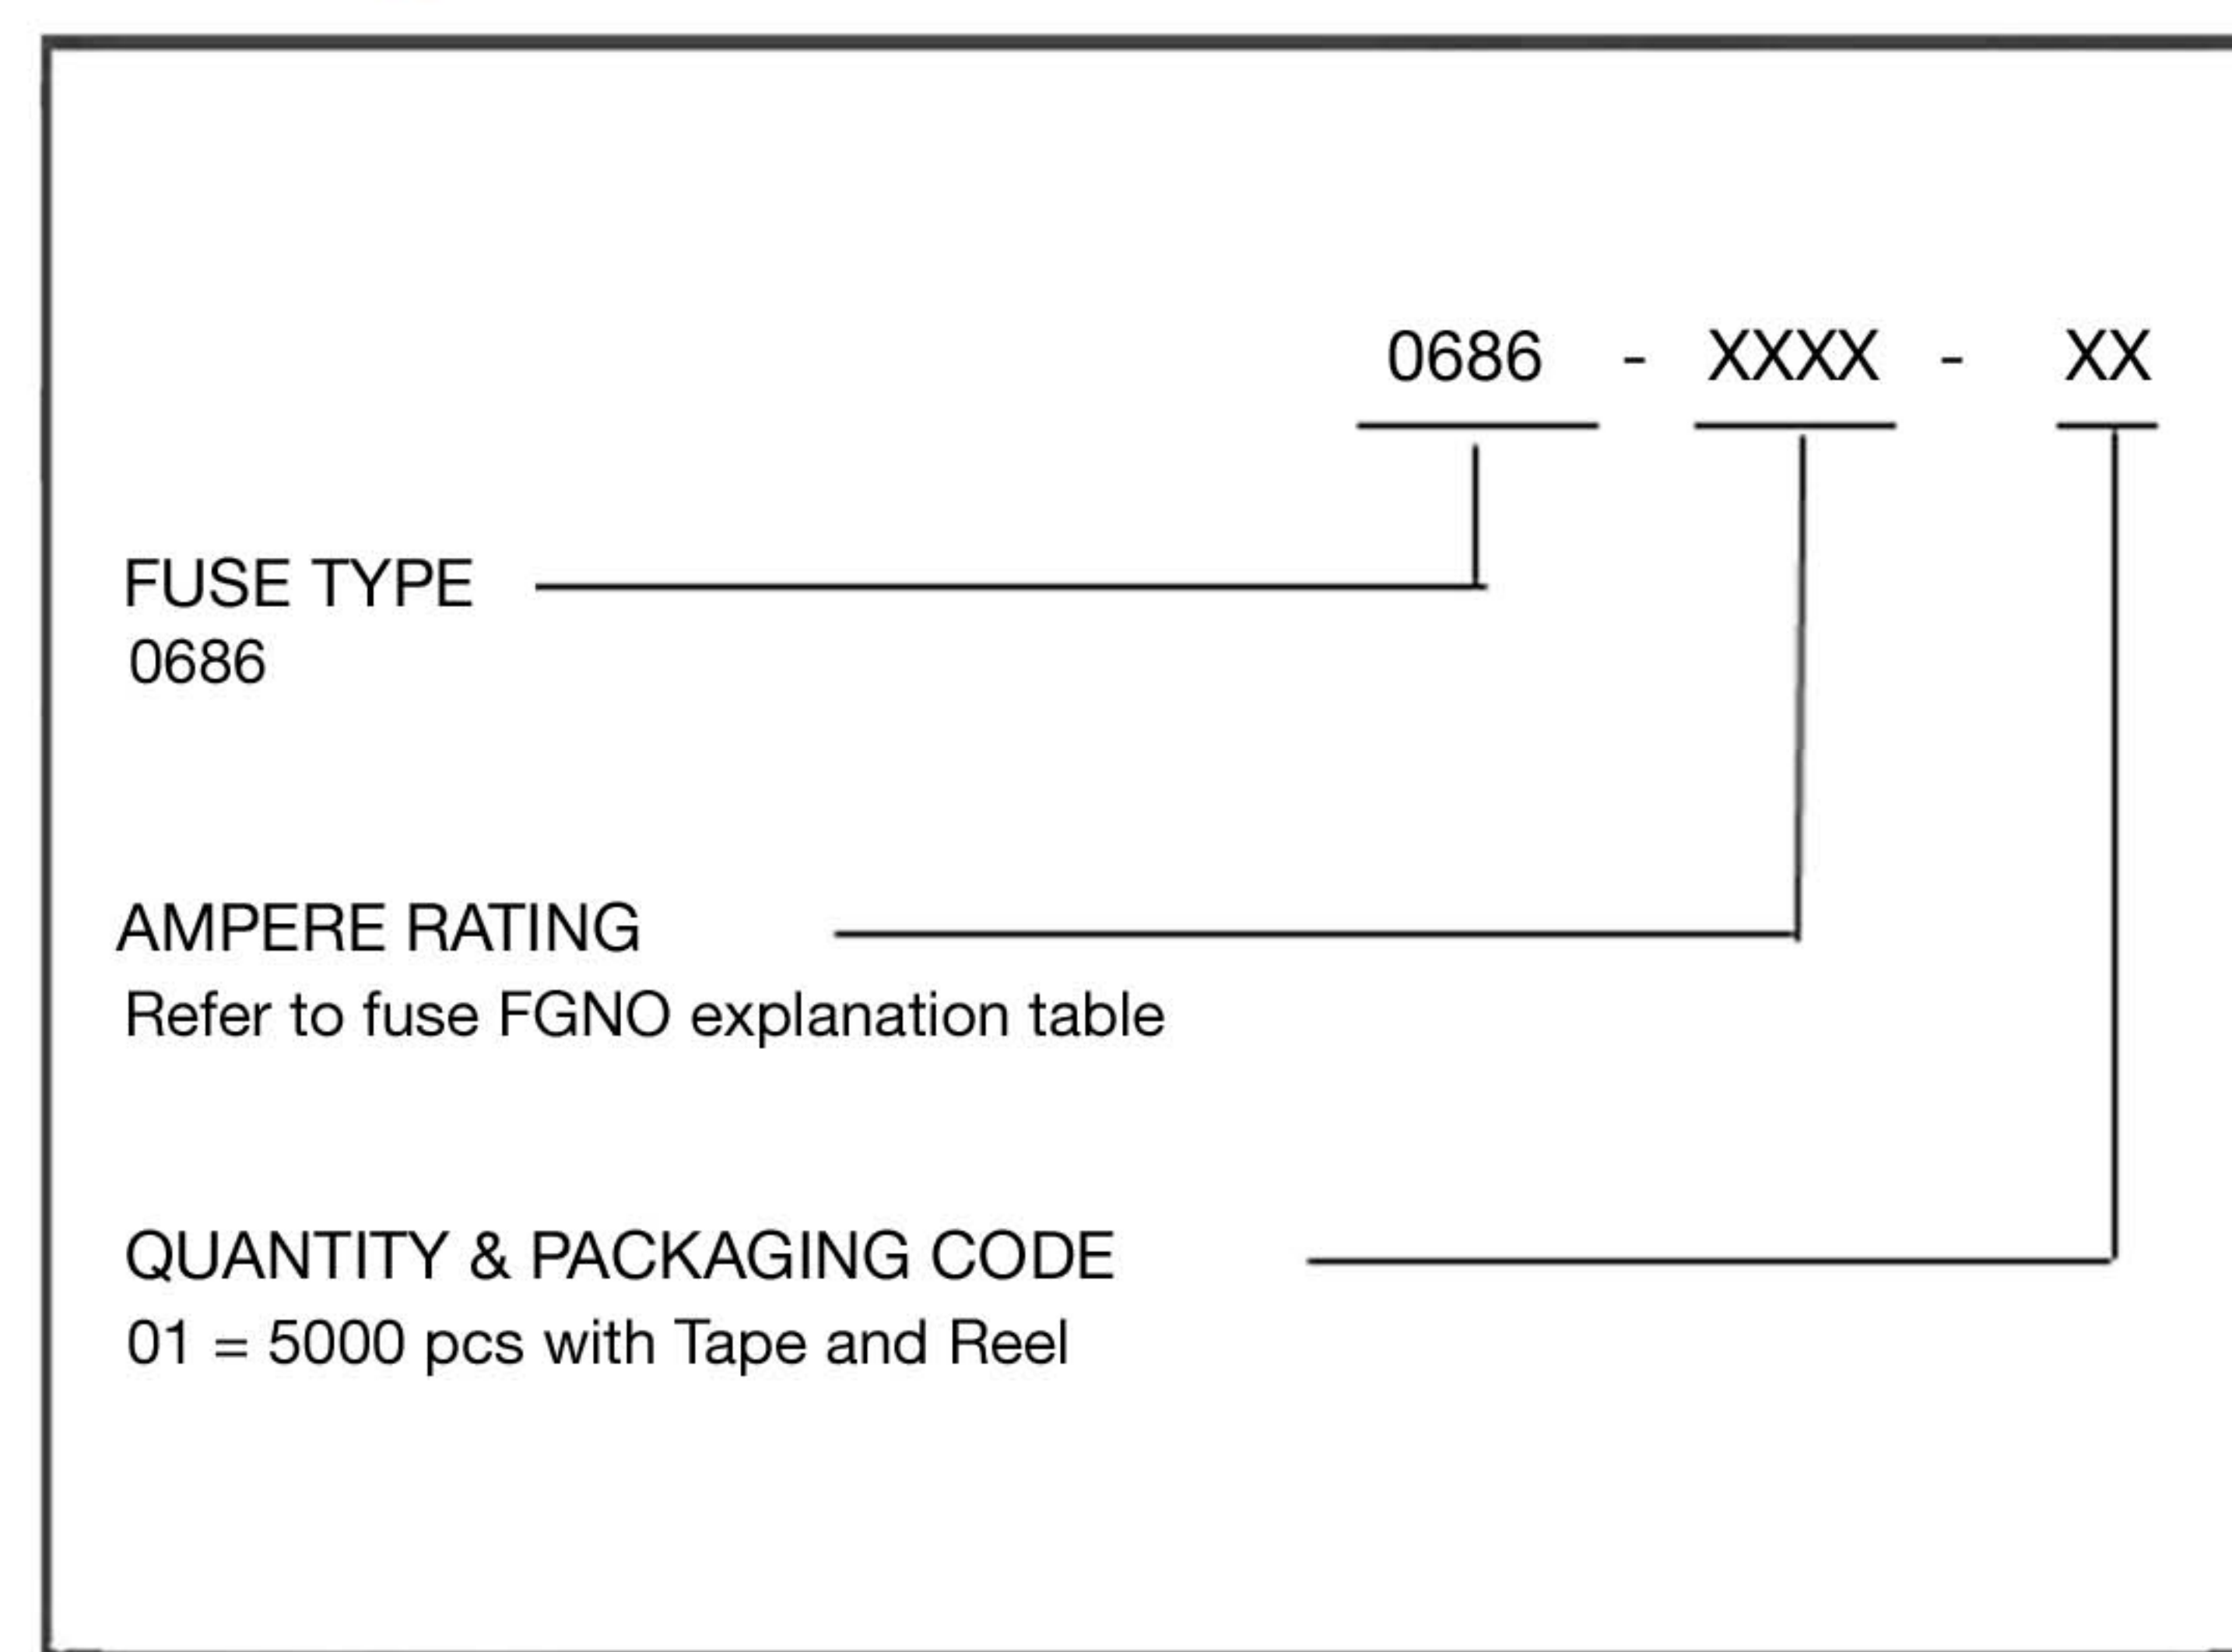 0686 - XXXX - XX
FUSE TYPE
0686
AMPERE RATING
Refer to fuse FGNO explanation table
QUANTITY & PACKAGING CODE
01 = 5000 pcs with Tape and Reel